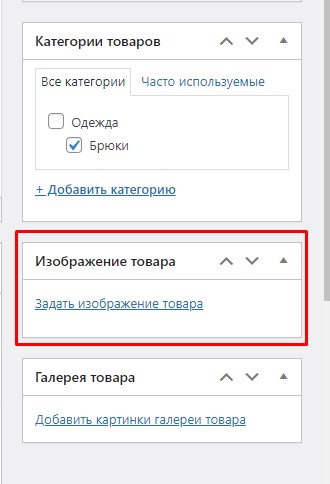 Категории товаров
Все категории
Часто используемые
Одежда
Брюки
+ Добавить категорию
Изображение товара
Задать изображение товара
Галерея товара
Добавить картинки галереи товара